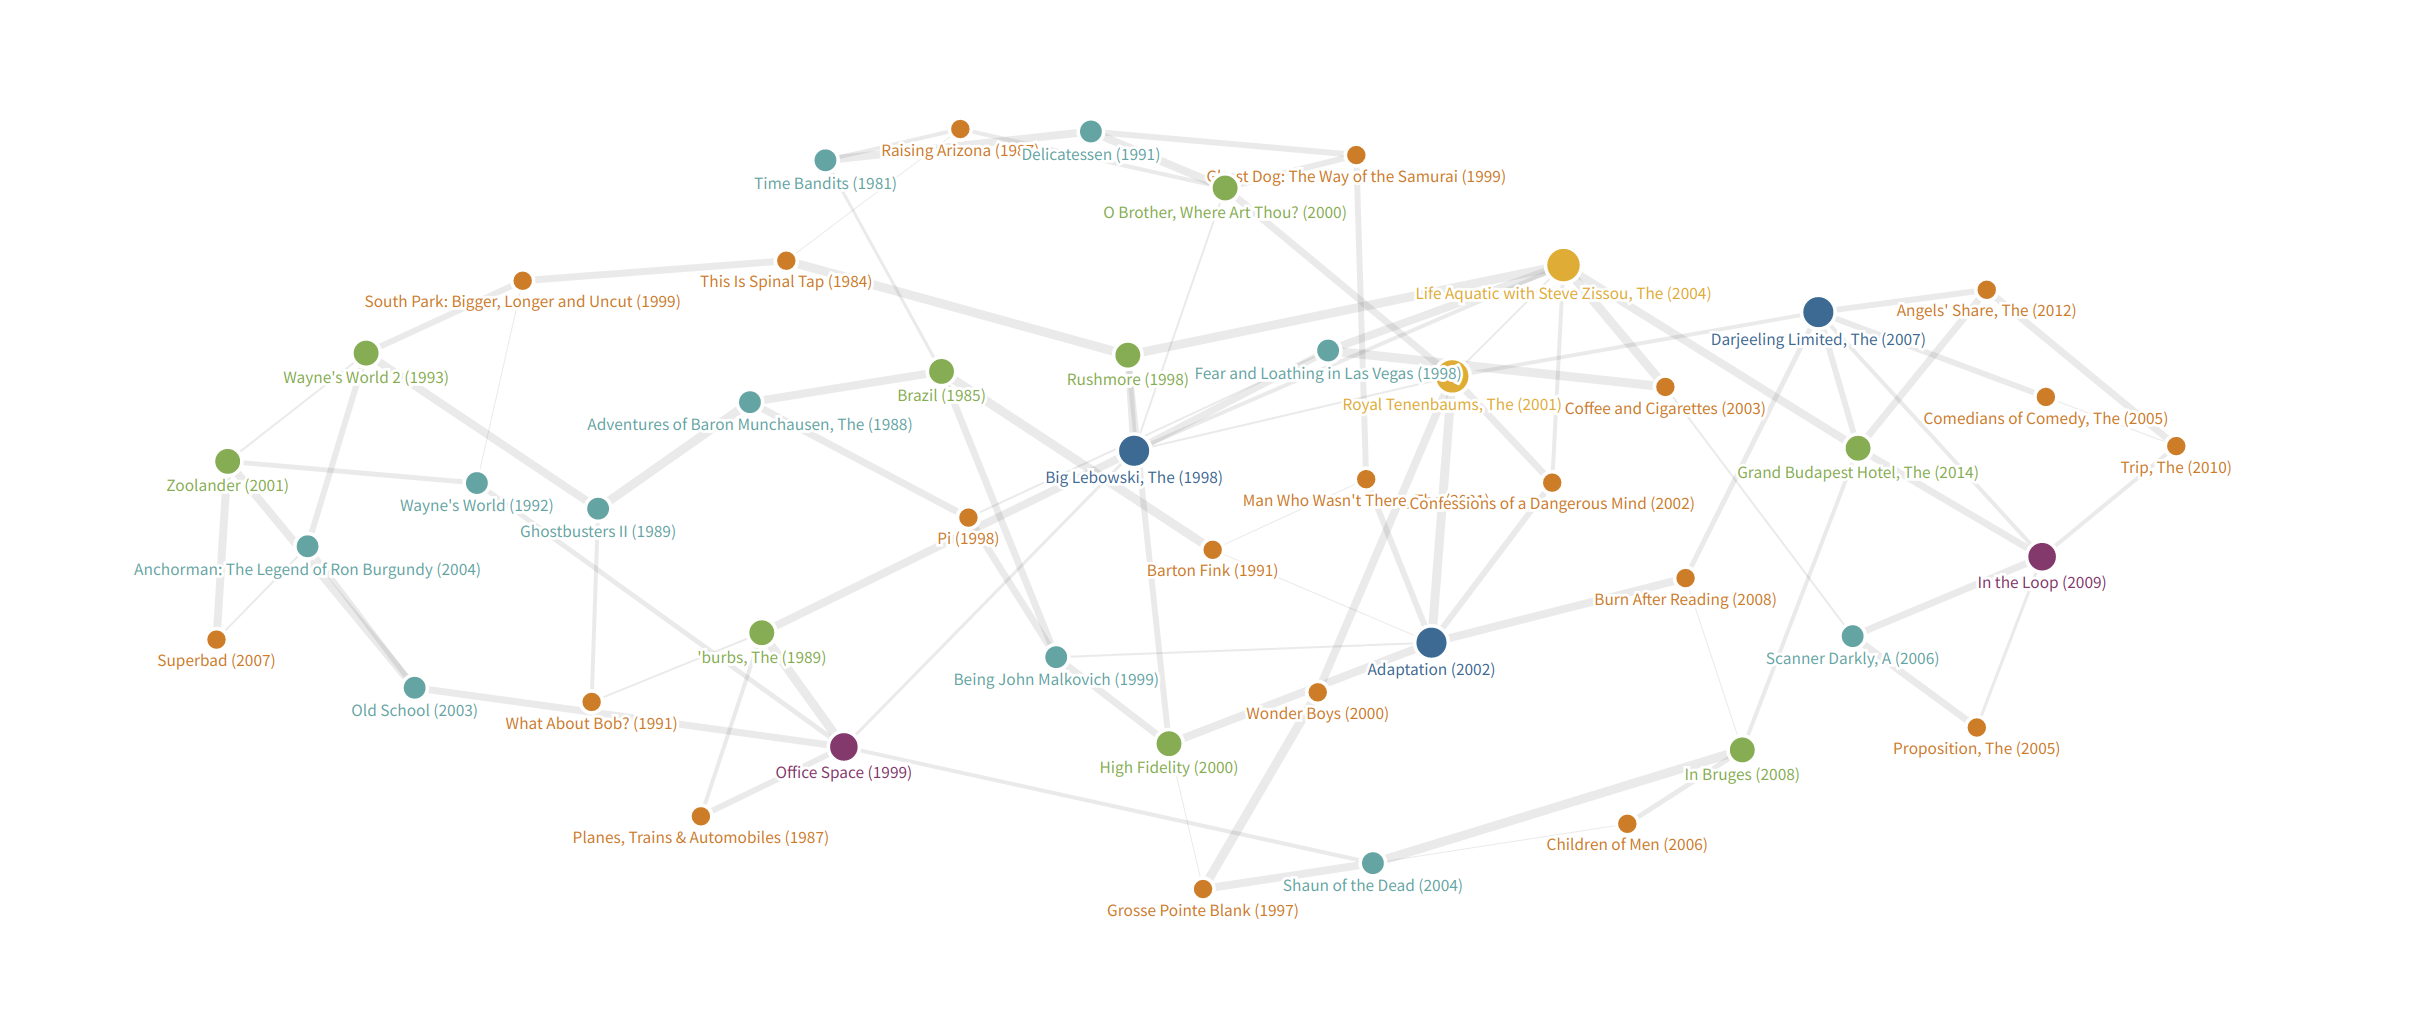 Raising Arizona (1987)
Delicatessen (1991)
Time Bandits (1981)
Ghost Dog: The Way of the Samurai (1999)
O Brother, Where Art Thou? (2000)
This Is Spinal Tap (1984)
Life Aquatic with Steve Zissou, The (2004)
South Park: Bigger, Longer and Uncut (1999)
Angels' Share, The (2012)
Darjeeling Limited, The (2007)
Wayne's World 2 (1993)
Rushmore (1998)
Fear and Loathing in Las Vegas (1998)
Brazil (1985)
Royal Tenenbaums, The (2001)
Coffee and Cigarettes (2003)
Comedians of Comedy, The (2005)
Adventures of Baron Munchausen, The (1988)
Trip, The (2010)
Grand Budapest Hotel, The (2014)
Big Lebowski, The (1998)
Zoolander (2001)
Man Who Wasn't There, The (2001)
Confessions of a Dangerous Mind (2002)
Wayne's World (1992)
Ghostbusters II (1989)
Pi (1998)
Anchorman: The Legend of Ron Burgundy (2004)
Barton Fink (1991)
In the Loop (2009)
Burn After Reading (2008)
'burbs, The (1989)
Superbad (2007)
Scanner Darkly, A (2006)
Adaptation (2002)
Being John Malkovich (1999)
Old School (2003)
Wonder Boys (2000)
What About Bob? (1991)
Proposition, The (2005)
High Fidelity (2000)
Office Space (1999)
In Bruges (2008)
Planes, Trains & Automobiles (1987)
Children of Men (2006)
Shaun of the Dead (2004)
Grosse Pointe Blank (1997)